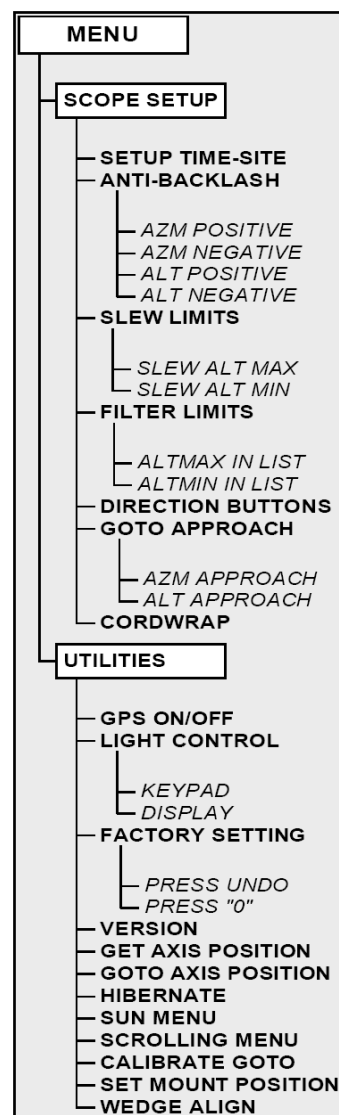 MENU
SCOPE SETUP
SETUP TIME-SITE
ANTI-BACKLASH
AZM POSITIVE
AZM NEGATIVE
ALT POSITIVE
ALT NEGATIVE
SLEW LIMITS
SLEW ALT MAX
SLEW ALT MIN
FILTER LIMITS
ALTMAX IN LIST
ALTMIN IN LIST
DIRECTION BUTTONS
GOTO APPROACH
AZM APPROACH
ALT APPROACH
CORDWRAP
UTILITIES
GPS ON/OFF
LIGHT CONTROL
KEYPAD
DISPLAY
FACTORY SETTING
PRESS UNDO
PRESS "0"
VERSION
GET AXIS POSITION
GOTO AXIS POSITION
HIBERNATE
SUN MENU
SCROLLING MENU
CALIBRATE GOTO
SET MOUNT POSITION
WEDGE ALIGN